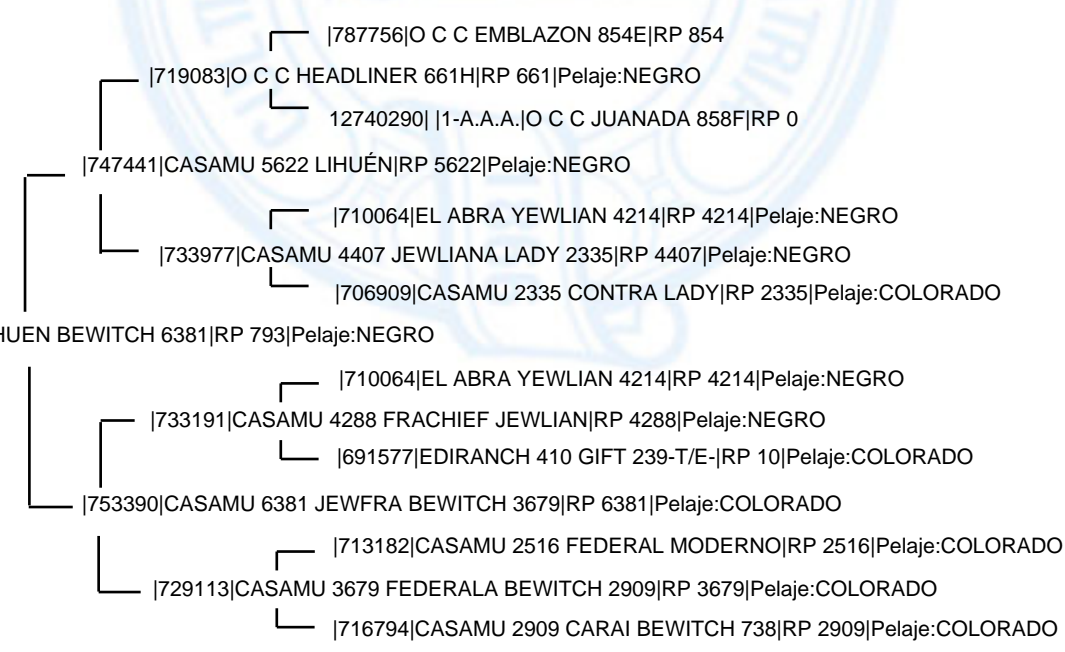 |787756|O C C EMBLAZON 854E|RP 854
|719083|O C C HEADLINER 661H|RP 661|Pelaje:NEGRO
12740290| |1-A.A.A.|O C C JUANADA 858F|RP 0
|747441|CASAMU 5622 LIHUÉN|RP 5622|Pelaje:NEGRO
|710064|EL ABRA YEWLIAN 4214|RP 4214|Pelaje:NEGRO
|733977|CASAMU 4407 JEWLIANA LADY 2335|RP 4407|Pelaje:NEGRO
|706909|CASAMU 2335 CONTRA LADY|RP 2335|Pelaje:COLORADO
HUEN BEWITCH 6381|RP 793|Pelaje:NEGRO
|710064|EL ABRA YEWLIAN 4214|RP 4214|Pelaje:NEGRO
|733191|CASAMU 4288 FRACHIEF JEWLIAN|RP 4288|Pelaje:NEGRO
|691577|EDIRANCH 410 GIFT 239-T/E-|RP 10|Pelaje:COLORADO
|753390|CASAMU 6381 JEWFRA BEWITCH 3679|RP 6381|Pelaje:COLORADO
|713182|CASAMU 2516 FEDERAL MODERNO|RP 2516|Pelaje:COLORADO
|729113|CASAMU 3679 FEDERALA BEWITCH 2909|RP 3679|Pelaje:COLORADO
|716794|CASAMU 2909 CARAI BEWITCH 738|RP 2909|Pelaje:COLORADO